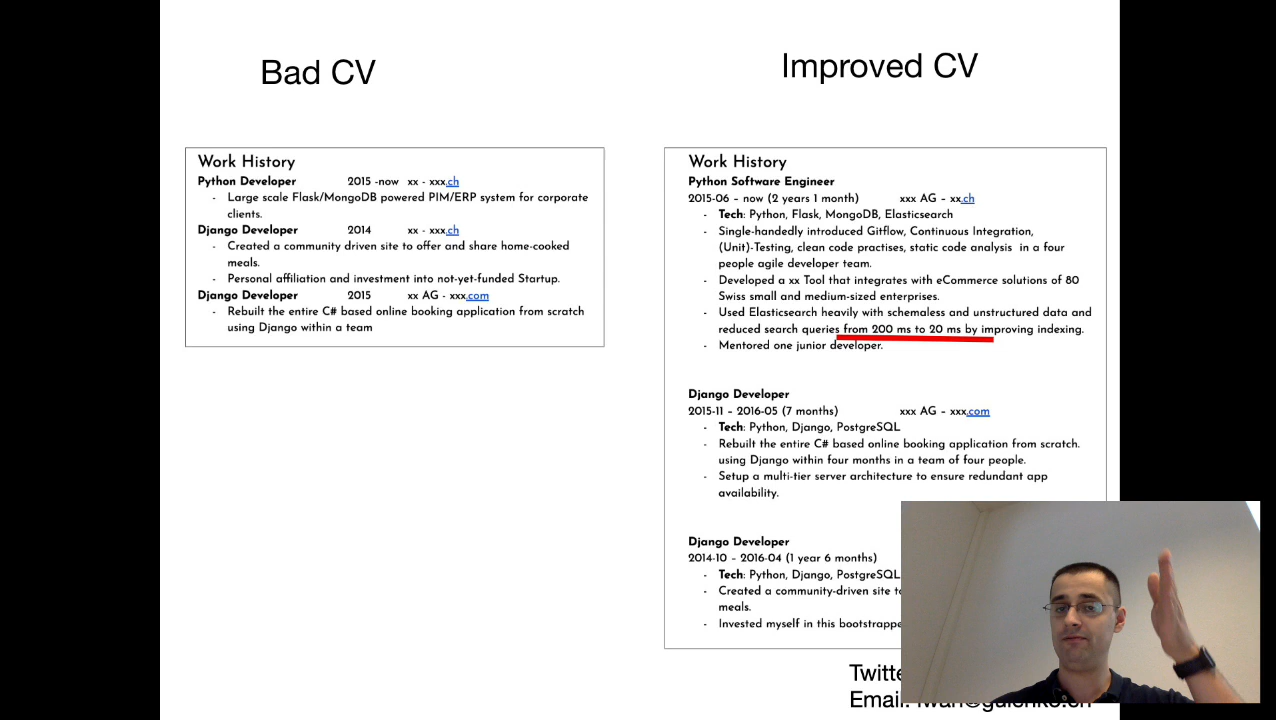 Bad CV
Work History
Python Developer 2015 -now xx - xxx.ch
- Large scale Flask/MongoDB powered PIM/ERP system for corporate
clients.
Django Developer 2014 xx - xxx.ch
- Created a community driven site to offer and share home-cooked
meals.
- Personal affiliation and investment into not-yet-funded Startup.
Django Developer 2015 xx AG - xxx.com
- Rebuilt the entire C# based online booking application from scratch
using Django within a team
Improved CV
Work History
Python Software Engineer
2015-06 – now (2 years 1 month) xxx AG – xx.ch
- Tech: Python, Flask, MongoDB, Elasticsearch
- Single-handedly introduced Gitflow, Continuous Integration,
(Unit)-Testing, clean code practises, static code analysis in a four
people agile developer team.
- Developed a xx Tool that integrates with eCommerce solutions of 80
Swiss small and medium-sized enterprises.
- Used Elasticsearch heavily with schemaless and unstructured data and
reduced search queries from 200 ms to 20 ms by improving indexing.
- Mentored one junior developer.
Django Developer
2015-11 – 2016-05 (7 months) xxx AG – xxx.com
- Tech: Python, Django, PostgreSQL
- Rebuilt the entire C# based online booking application from scratch.
using Django within four months in a team of four people.
- Setup a multi-tier server architecture to ensure redundant app
availability.
Django Developer
2014-10 – 2016-04 (1 year 6 months)
- Tech: Python, Django, PostgreSQL
- Created a community-driven site
meals.
- Invested myself in this
Email: